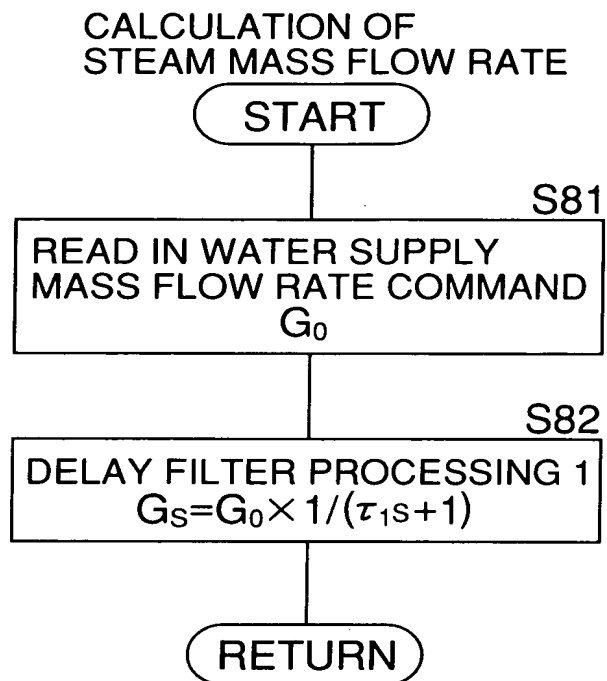 CALCULATION OF
STEAM MASS FLOW RATE
START
S81
READ IN WATER SUPPLY
MASS FLOW RATE COMMAND
G₀
S82
DELAY FILTER PROCESSING 1
Gₛ=G₀×1/(τ₁s+1)
RETURN